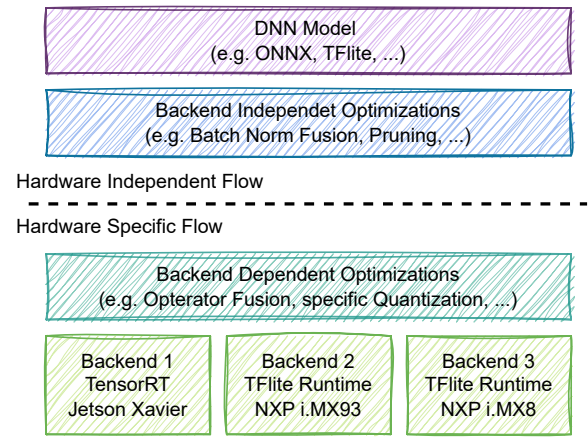 DNN Model
(e.g. ONNX, TFlite, ...)
Backend Independet Optimizations
(e.g. Batch Norm Fusion, Pruning, ...)
Hardware Independent Flow
Hardware Specific Flow
Backend Dependent Optimizations
(e.g. Opterator Fusion, specific Quantization, ...)
Backend 1
TensorRT
Jetson Xavier
Backend 2
TFlite Runtime
NXP i.MX93
Backend 3
TFlite Runtime
NXP i.MX8